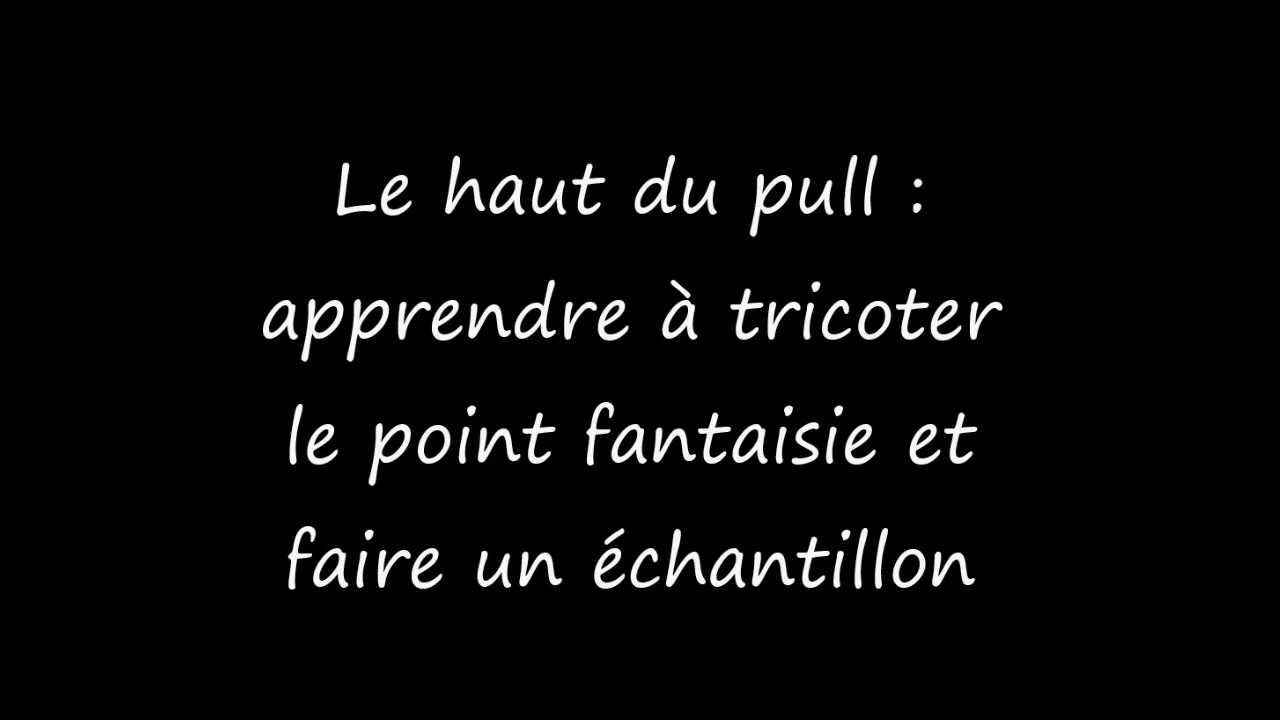 Le haut du pull :
apprendre à tricoter
le point fantaisie et
faire un échantillon